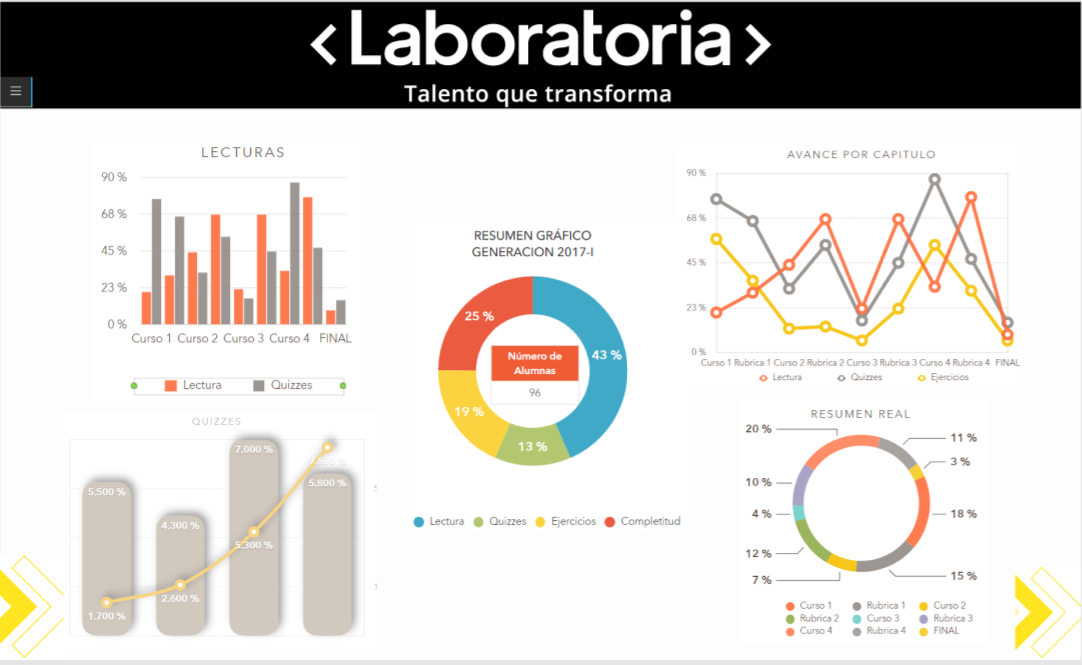 <Laboratoria>
Talento que transforma
LECTURAS
90 %
68 %
45 %
23 %
0 %
Curso 1 Curso 2 Curso 3 Curso 4 FINAL
Lectura Quizzes
QUIZZES
7,000 %
5,500 %
5,800 %
4,300 %
5,300 %
2,600 %
1,700 %
RESUMEN GRÁFICO
GENERACION 2017-I
25 %
43 %
19 %
13 %
Número de
Alumnas
96
Lectura Quizzes Ejercicios Completitud
AVANCE POR CAPITULO
90 %
68 %
45 %
23 %
0 %
Curso 1 Rubrica 1 Curso 2 Rubrica 2 Curso 3 Rubrica 3 Curso 4 Rubrica 4 FINAL
Lectura Quizzes Ejercicios
RESUMEN REAL
20 %
11 %
3 %
10 %
4 %
18 %
12 %
7 %
15 %
Curso 1 Rubrica 1 Curso 2
Rubrica 2 Curso 3 Rubrica 3
Curso 4 Rubrica 4 FINAL